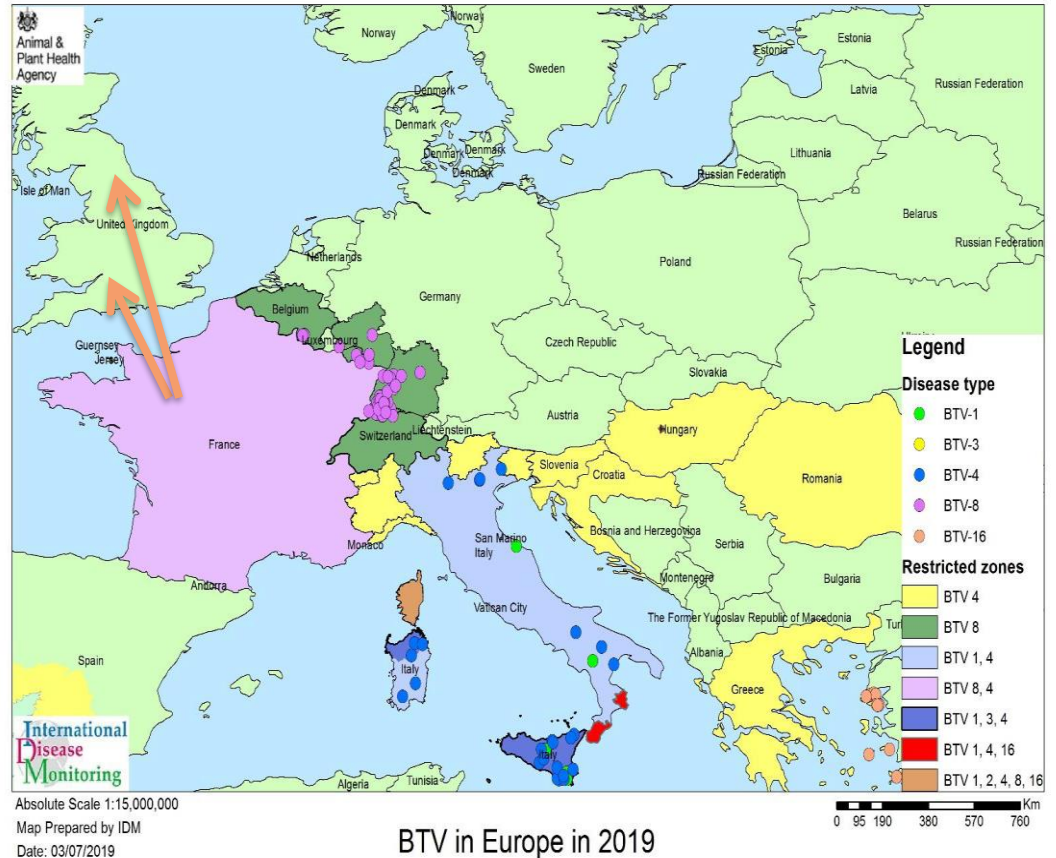 Animal &
Plant Health
Agency
Norway
Norway
Sweden
Estonia
Estonia
Russian Federation
Latvia
Denmark
Denmark
Denmark
Denmark
Denmark
Lithuania
Russian Federation
Isle of Man
United Kingdom
Belarus
Russian Federation
Netherlands
Poland
Germany
Belgium
Luxembourg
Czech Republic
Guernsey
Jersey
Slovakia
Austria
Liechtenstein
Switzerland
France
Hungary
Slovenia
Croatia
Romania
Bosnia and Herzegovina
San Marino
Italy
Monaco
Serbia
Andorra
Montenegro
Bulgaria
Vatican City
The Former Yugoslav Republic of Macedonia
Tur
Albania
Spain
Italy
Greece
Italy
Algeria
Tunisia
Legend
Disease type
BTV-1
BTV-3
BTV-4
BTV-8
BTV-16
Restricted zones
BTV 4
BTV 8
BTV 1, 4
BTV 8, 4
BTV 1, 3, 4
BTV 1, 4, 16
BTV 1, 2, 4, 8, 16
International
Disease
Monitoring
Absolute Scale 1:15,000,000
Map Prepared by IDM
Date: 03/07/2019
BTV in Europe in 2019
Km
0 95 190 380 570 760